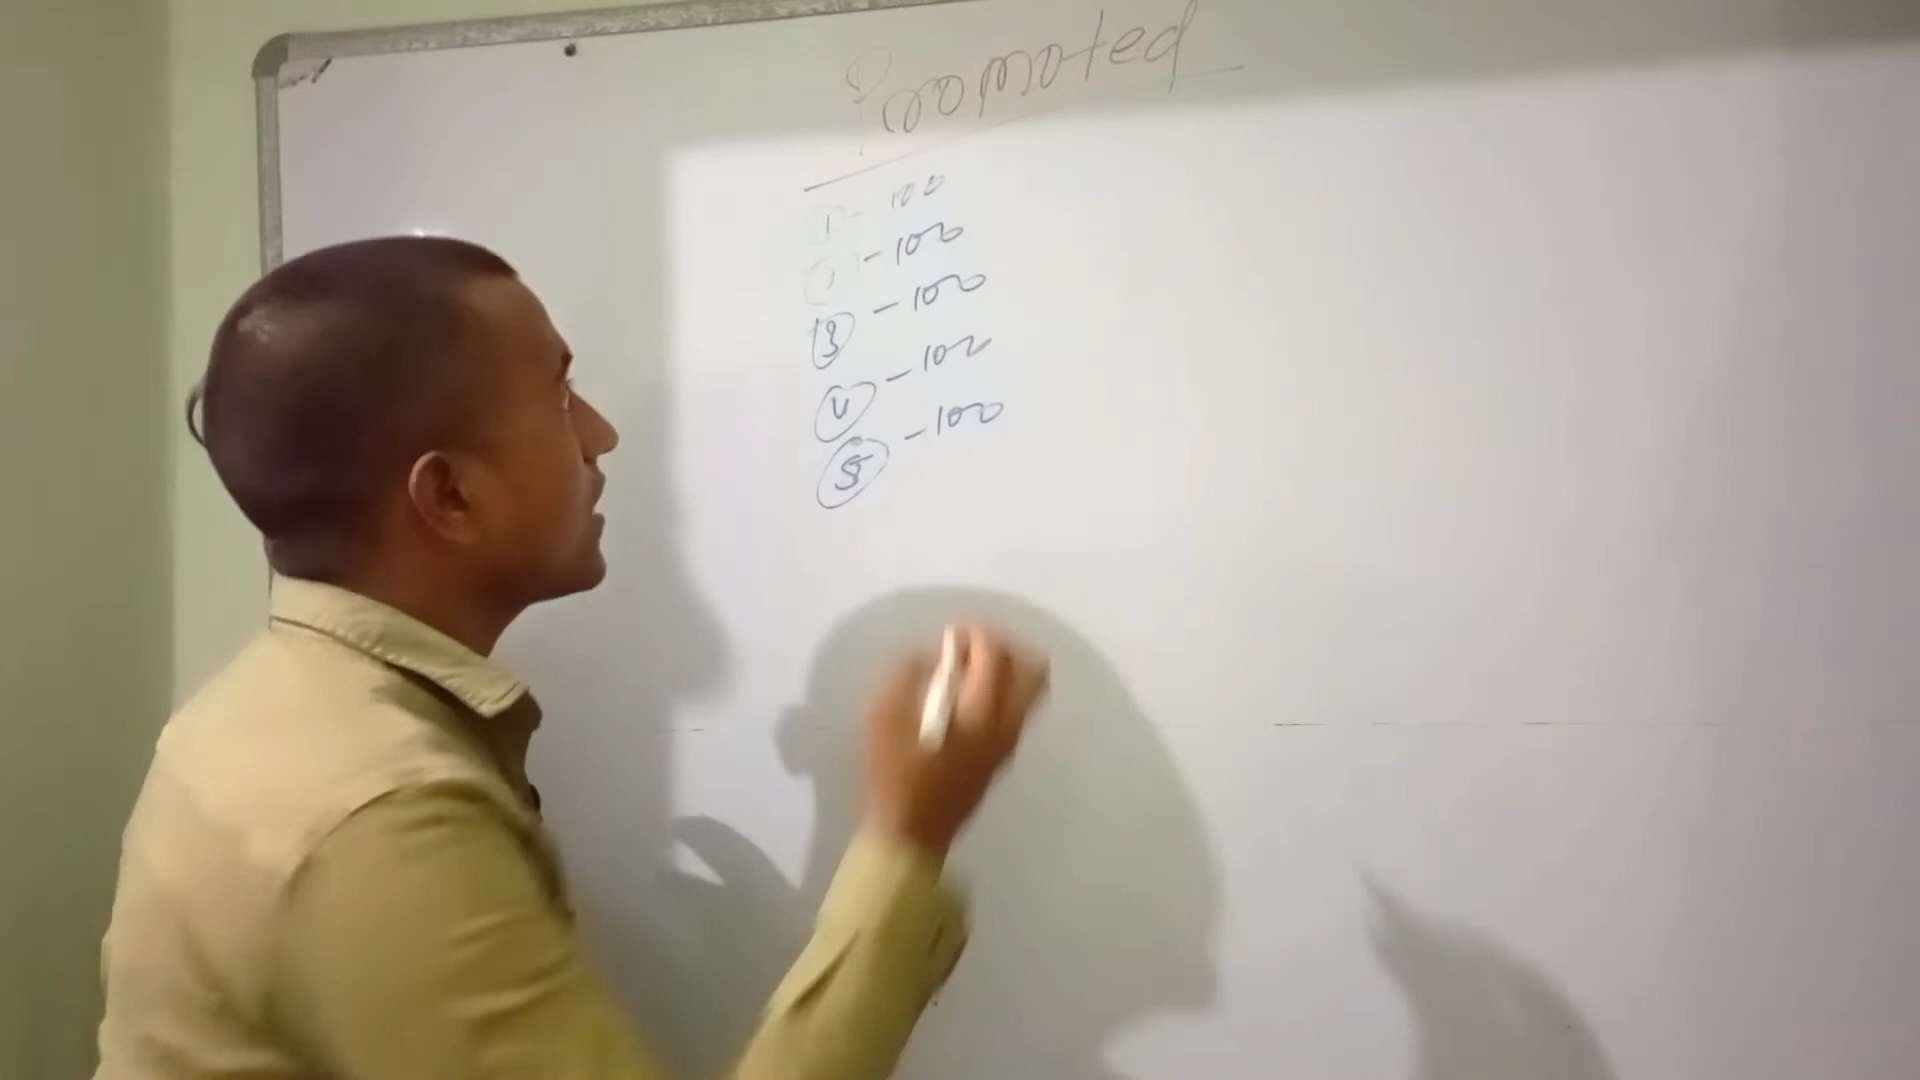 Promoted
1 - 100
- 100
3 - 100
4 - 100
5 - 100